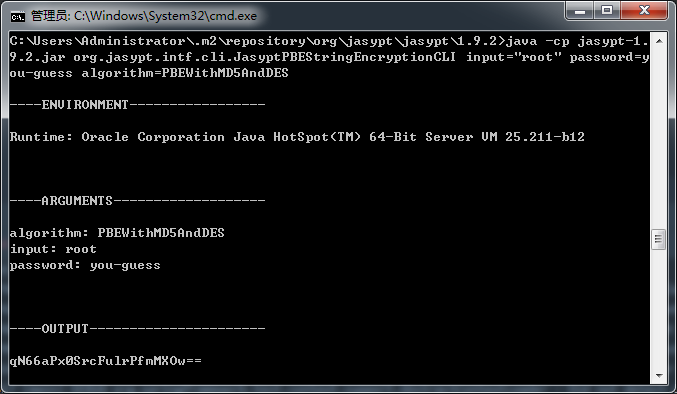 管理员: C:\Windows\System32\cmd.exe
C:\Users\Administrator\.m2\repository\org\jasypt\jasypt\1.9.2>java -cp jasypt-1.
9.2.jar org.jasypt.intf.cli.JasyptPBEStringEncryptionCLI input="root" password=y
ou-guess algorithm=PBEWithMD5AndDES
----ENVIRONMENT-----------------
Runtime: Oracle Corporation Java HotSpot(TM) 64-Bit Server VM 25.211-b12
----ARGUMENTS-------------------
algorithm: PBEWithMD5AndDES
input: root
password: you-guess
----OUTPUT----------------------
qN66aPx0SrcFulrPfmMXOw==